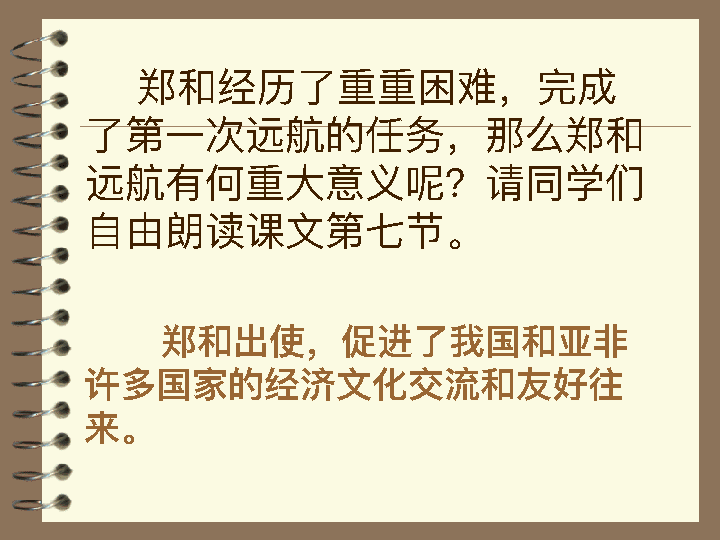 郑和经历了重重困难，完成
了第一次远航的任务，那么郑和
远航有何重大意义呢？请同学们
自由朗读课文第七节。
郑和出使，促进了我国和亚非
许多国家的经济文化交流和友好往
来。